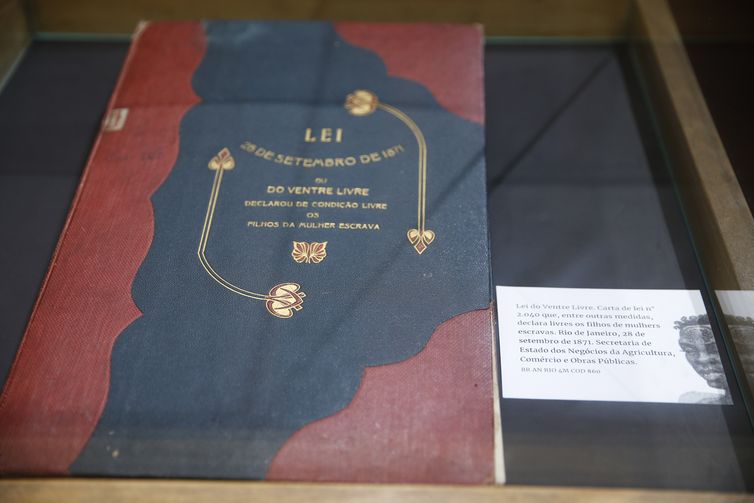 LEI
28 DE SETEMBRO DE 1871
OU
DO VENTRE LIVRE
DECLAROU DE CONDIÇÃO LIVRE
OS
FILHOS DA MULHER ESCRAVA
Lei do Ventre Livre. Carta de lei nº
2.040 que, entre outras medidas,
declara livres os filhos de mulheres
escravas. Rio de Janeiro, 28 de
setembro de 1871. Secretaria de
Estado dos Negócios da Agricultura,
Comércio e Obras Públicas.
BR AN RIO 4M COD 860